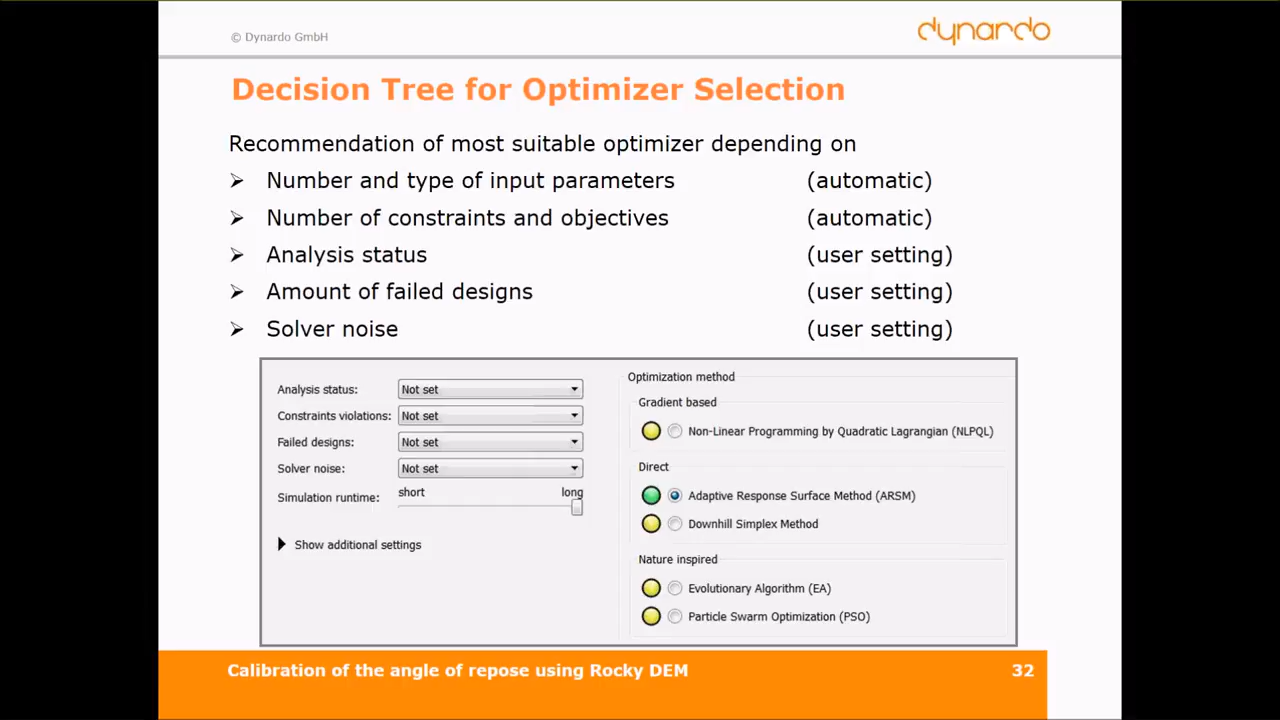 © Dynardo GmbH
dynardo
Decision Tree for Optimizer Selection
Recommendation of most suitable optimizer depending on
Number and type of input parameters (automatic)
Number of constraints and objectives (automatic)
Analysis status (user setting)
Amount of failed designs (user setting)
Solver noise (user setting)
Analysis status: Not set
Constraints violations: Not set
Failed designs: Not set
Solver noise: Not set
Simulation runtime: short long
Show additional settings
Optimization method
Gradient based
Non-Linear Programming by Quadratic Lagrangian (NLPQL)
Direct
Adaptive Response Surface Method (ARSM)
Downhill Simplex Method
Nature inspired
Evolutionary Algorithm (EA)
Particle Swarm Optimization (PSO)
Calibration of the angle of repose using Rocky DEM 32